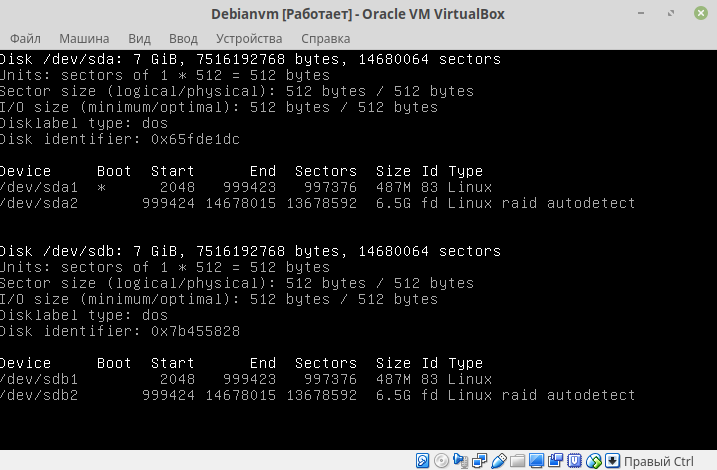 Debianvm [Работает] - Oracle VM VirtualBox
Файл Машина Вид Ввод Устройства Справка
Disk /dev/sda: 7 GiB, 7516192768 bytes, 14680064 sectors
Units: sectors of 1 * 512 = 512 bytes
Sector size (logical/physical): 512 bytes / 512 bytes
I/O size (minimum/optimal): 512 bytes / 512 bytes
Disklabel type: dos
Disk identifier: 0x65fde1dc
Device Boot Start End Sectors Size Id Type
/dev/sda1 * 2048 999423 997376 487M 83 Linux
/dev/sda2 999424 14678015 13678592 6.5G fd Linux raid autodetect
Disk /dev/sdb: 7 GiB, 7516192768 bytes, 14680064 sectors
Units: sectors of 1 * 512 = 512 bytes
Sector size (logical/physical): 512 bytes / 512 bytes
I/O size (minimum/optimal): 512 bytes / 512 bytes
Disklabel type: dos
Disk identifier: 0x7b455828
Device Boot Start End Sectors Size Id Type
/dev/sdb1 2048 999423 997376 487M 83 Linux
/dev/sdb2 999424 14678015 13678592 6.5G fd Linux raid autodetect
Правый Ctrl